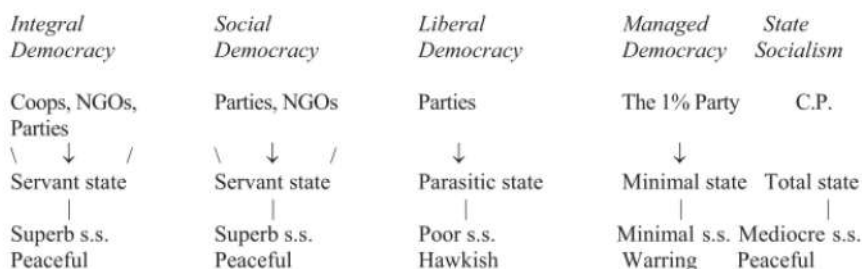 Integral Social Liberal Managed State
Democracy Democracy Democracy Democracy Socialism
Coops, NGOs, Parties, NGOs Parties The 1% Party C.P.
Parties
\ ↓ / \ ↓ / ↓ ↓
Servant state Servant state Parasitic state Minimal state Total state
| | | | |
Superb s.s. Superb s.s. Poor s.s. Minimal s.s. Mediocre s.s.
Peaceful Peaceful Hawkish Warring Peaceful